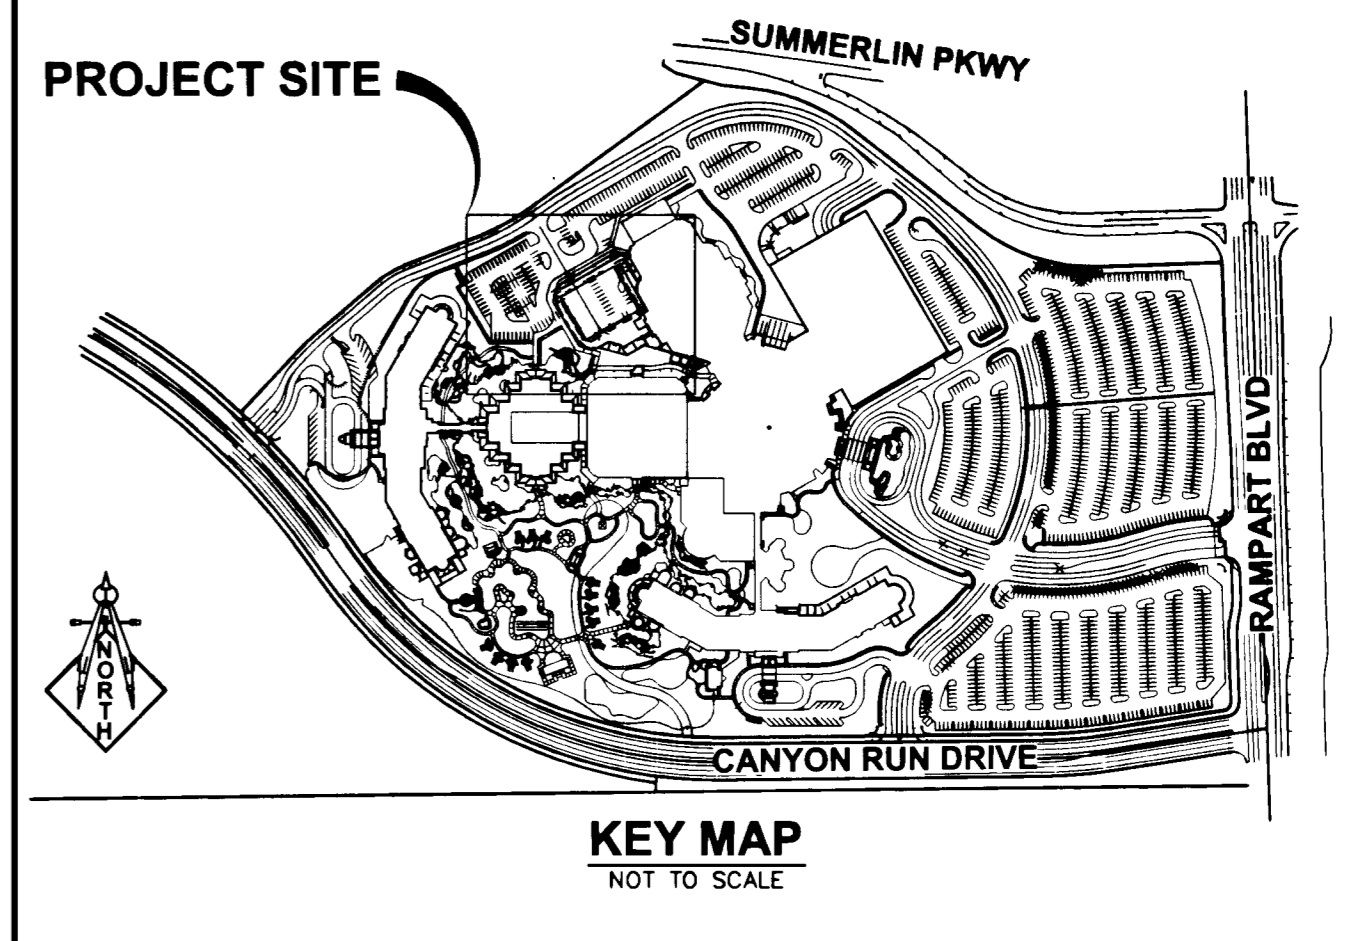 SUMMERLIN PKWY
PROJECT SITE
RAMPART BLVD
NORTH
CANYON RUN DRIVE
KEY MAP
NOT TO SCALE